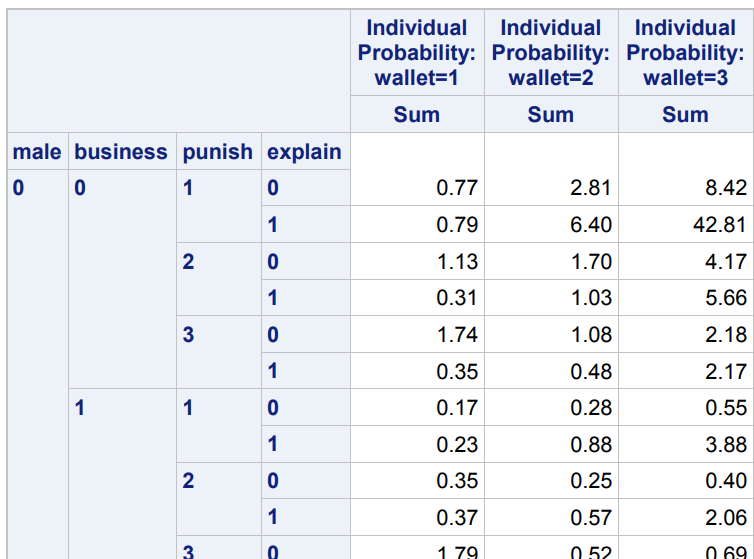 Individual Probability: wallet=1 Individual Probability: wallet=2 Individual Probability: wallet=3
Sum Sum Sum
male business punish explain
0 0 1 0 0.77 2.81 8.42
1 0.79 6.40 42.81
2 0 1.13 1.70 4.17
1 0.31 1.03 5.66
3 0 1.74 1.08 2.18
1 0.35 0.48 2.17
1 1 0 0.17 0.28 0.55
1 0.23 0.88 3.88
2 0 0.35 0.25 0.40
1 0.37 0.57 2.06
3 0 1.79 0.52 0.69